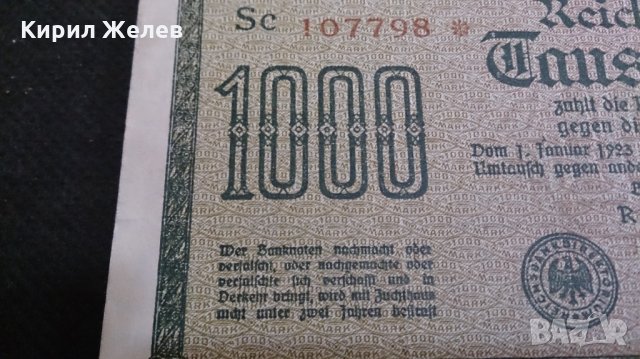 Кирил Желев
Sc 107798 *
Reich
Taus
1000
zahlt die
gegen di
Vom 1. Januar 1923
Umtausch gegen and
R
Wer Banknoten nachmacht oder
verfälscht, oder nachgemachte oder
verfälschte sich verschafft und in
Verkehr bringt, wird mit Zuchthaus
nicht unter zwei Jahren bestraft
REICHSBANKDIREKTORIUM
BAZAR